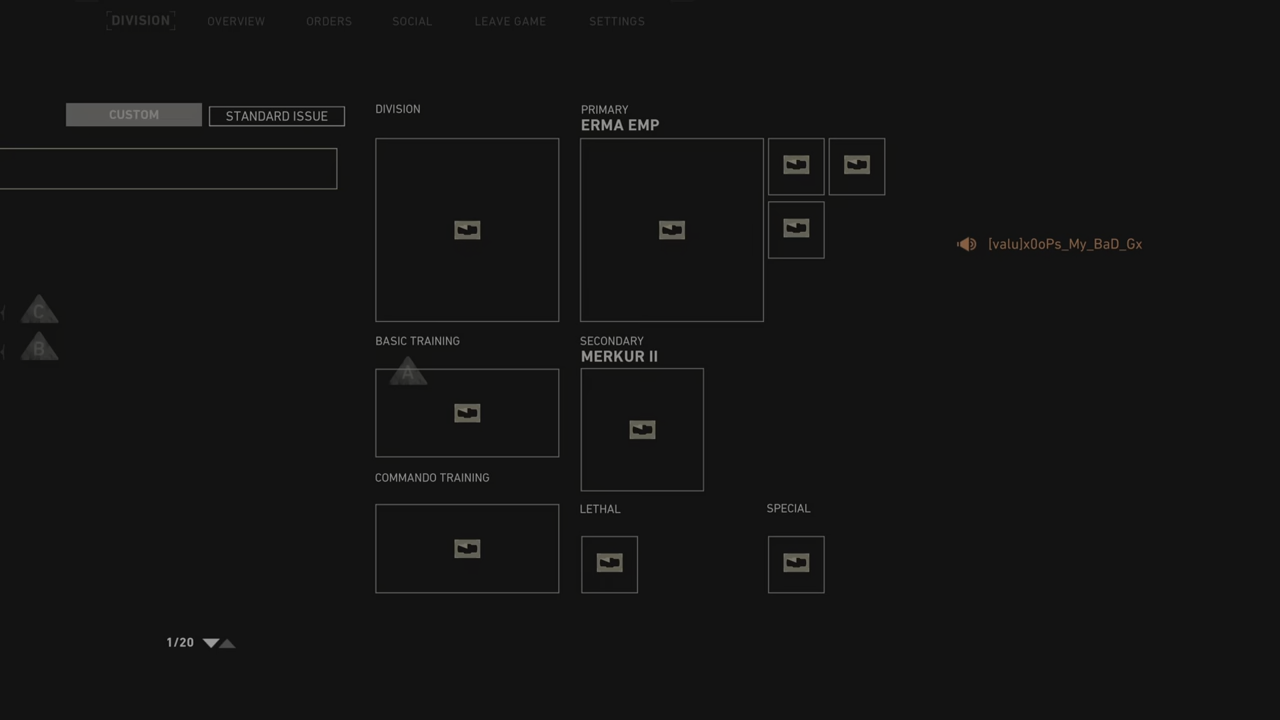 DIVISION OVERVIEW ORDERS SOCIAL LEAVE GAME SETTINGS
CUSTOM STANDARD ISSUE
DIVISION
PRIMARY
ERMA EMP
[valu]x0oPs_My_BaD_Gx
C
B
A
BASIC TRAINING
SECONDARY
MERKUR II
COMMANDO TRAINING
LETHAL
SPECIAL
1/20